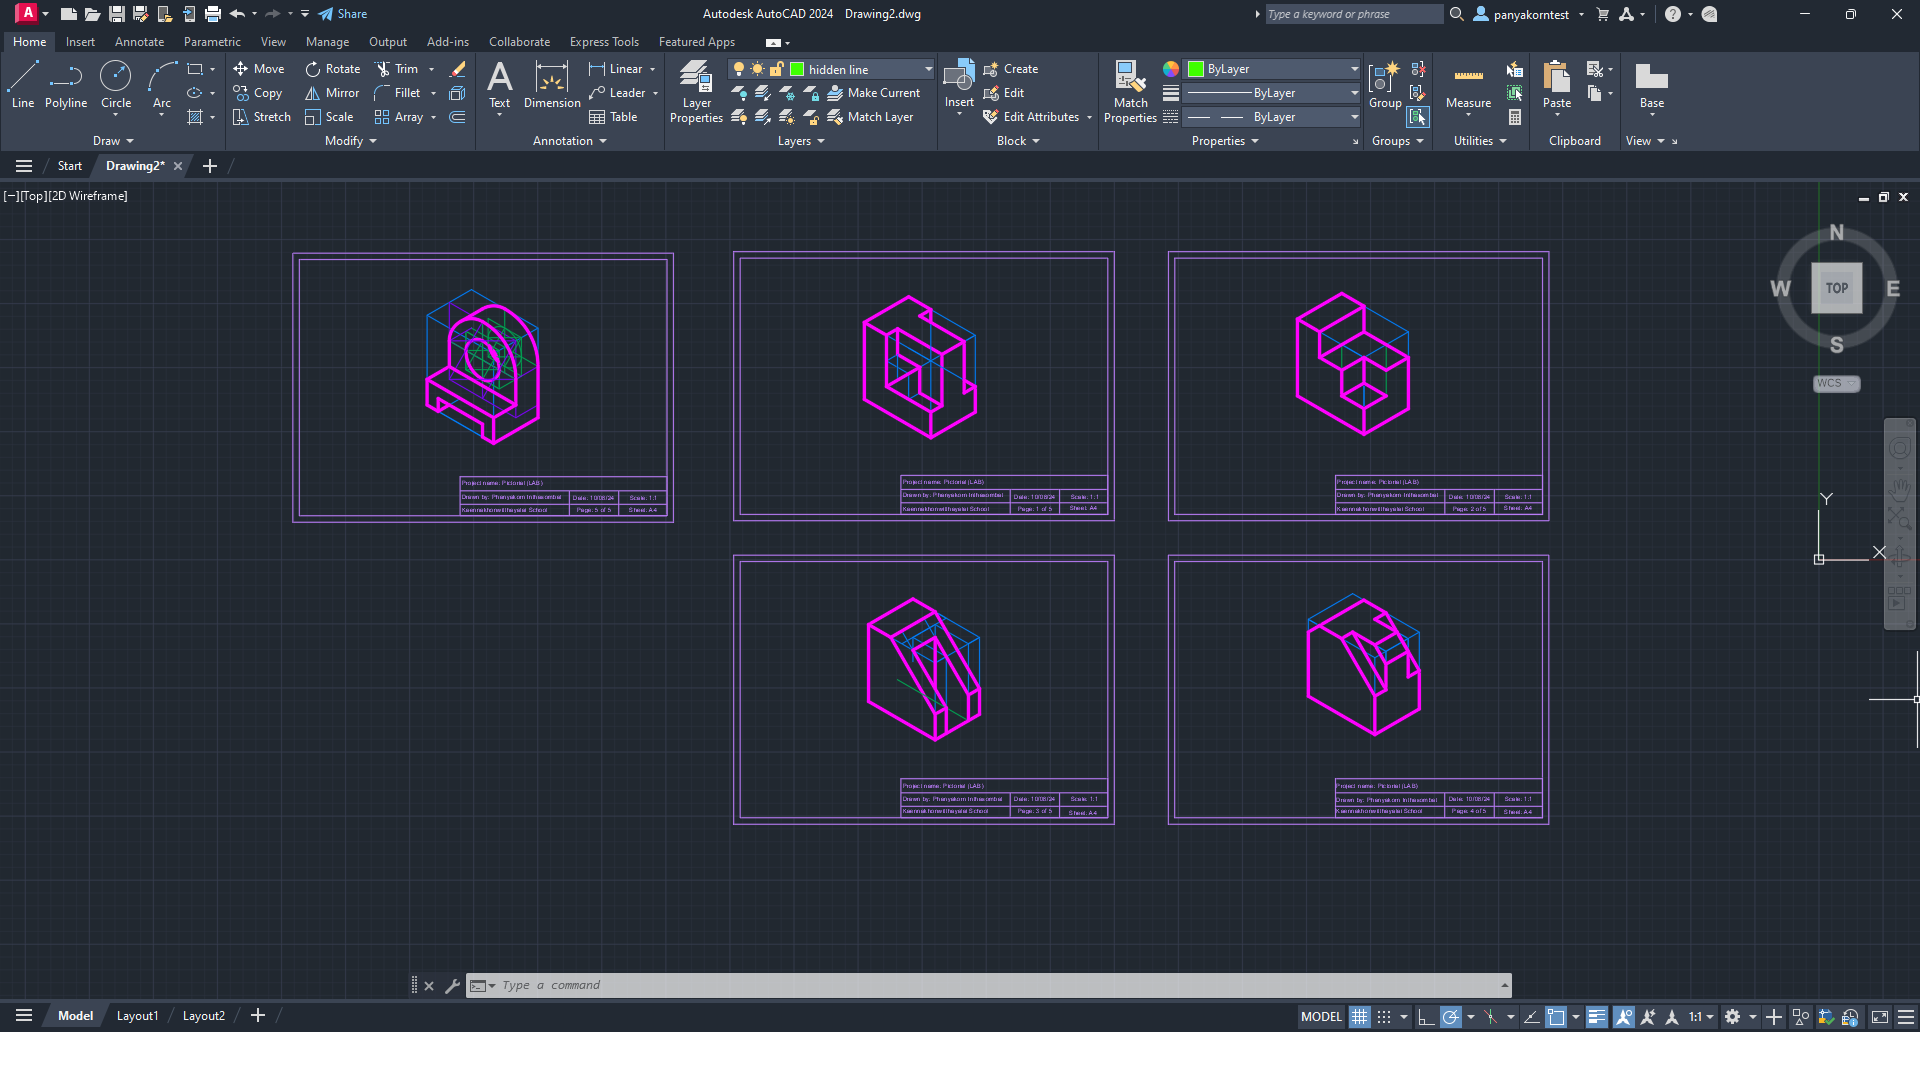 A Share Autodesk AutoCAD 2024 Drawing2.dwg Type a keyword or phrase panyakorntest
Home Insert Annotate Parametric View Manage Output Add-ins Collaborate Express Tools Featured Apps
Line Polyline Circle Arc
Move Rotate Trim
Copy Mirror Fillet
Stretch Scale Array
Text Dimension
Linear
Leader
Table
Layer Properties
hidden line
Make Current
Match Layer
Insert
Create
Edit
Edit Attributes
Match Properties
ByLayer
ByLayer
ByLayer
Group
Measure
Paste
Base
Draw Modify Annotation Layers Block Properties Groups Utilities Clipboard View
Start Drawing2*
[−][Top][2D Wireframe]
N
W TOP E
S
WCS
Y
X
Project name: Pictorial (LAB)
Drawn by: Phanyakorn Inthasombat Date: 10/08/24 Scale: 1:1
Kaennakhonwitthayalai School Page: 5 of 5 Sheet: A4
Project name: Pictorial (LAB)
Drawn by: Phanyakorn Inthasombat Date: 10/08/24 Scale: 1:1
Kaennakhonwitthayalai School Page: 1 of 5 Sheet: A4
Project name: Pictorial (LAB)
Drawn by: Phanyakorn Inthasombat Date: 10/08/24 Scale: 1:1
Kaennakhonwitthayalai School Page: 2 of 5 Sheet: A4
Project name: Pictorial (LAB)
Drawn by: Phanyakorn Inthasombat Date: 10/08/24 Scale: 1:1
Kaennakhonwitthayalai School Page: 3 of 5 Sheet: A4
Project name: Pictorial (LAB)
Drawn by: Phanyakorn Inthasombat Date: 10/08/24 Scale: 1:1
Kaennakhonwitthayalai School Page: 4 of 5 Sheet: A4
Type a command
Model Layout1 Layout2 MODEL 1:1